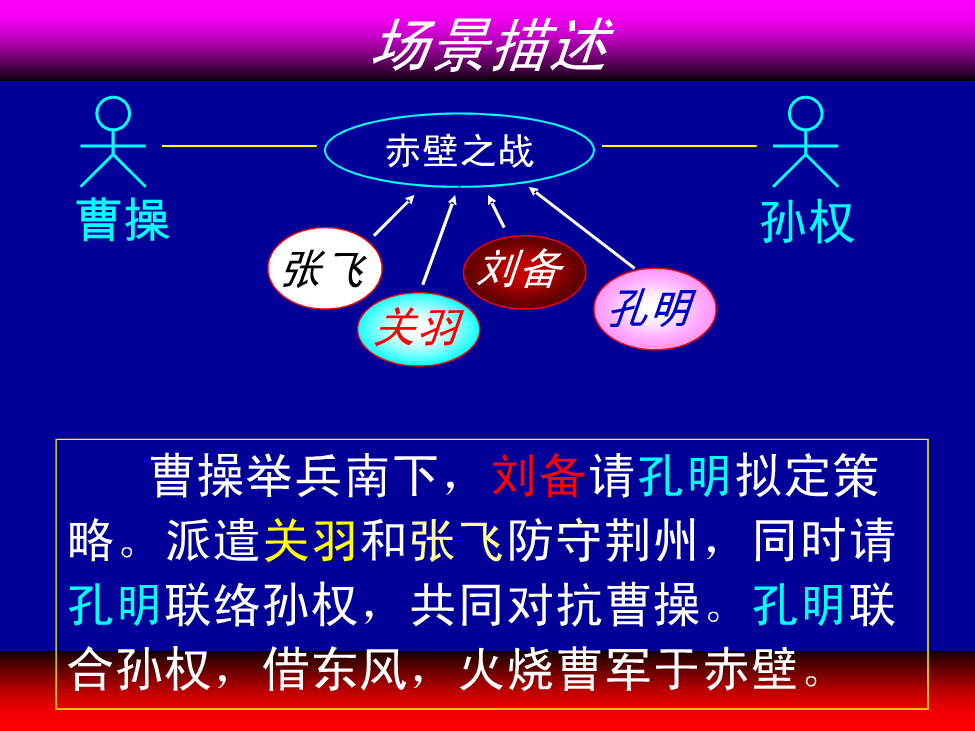 场景描述
赤壁之战
曹操
孙权
张飞
刘备
关羽
孔明
曹操举兵南下，刘备请孔明拟定策
略。派遣关羽和张飞防守荆州，同时请
孔明联络孙权，共同对抗曹操。孔明联
合孙权，借东风，火烧曹军于赤壁。